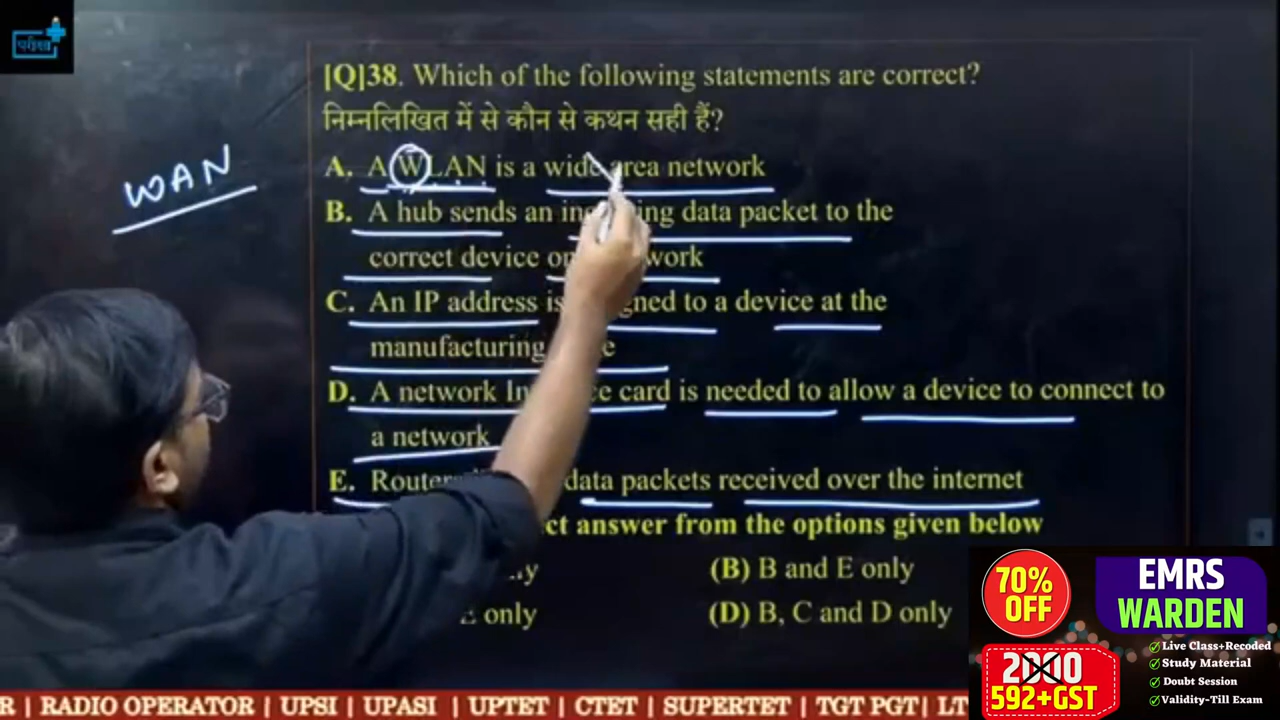 परीक्षा
[Q]38. Which of the following statements are correct?
निम्नलिखित में से कौन से कथन सही हैं?
WAN
A. A WLAN is a wide area network
B. A hub sends an ing data packet to the
correct device on work
C. An IP address is gned to a device at the
manufacturing e
D. A network In ce card is needed to allow a device to connect to
a network
E. Router data packets received over the internet
ct answer from the options given below
y (B) B and E only
E only (D) B, C and D only
70%
OFF
EMRS
WARDEN
2000
592+GST
Live Class+Recoded
Study Material
Doubt Session
Validity-Till Exam
R | RADIO OPERATOR | UPSI | UPASI | UPTET | CTET | SUPERTET | TGT PGT| LT